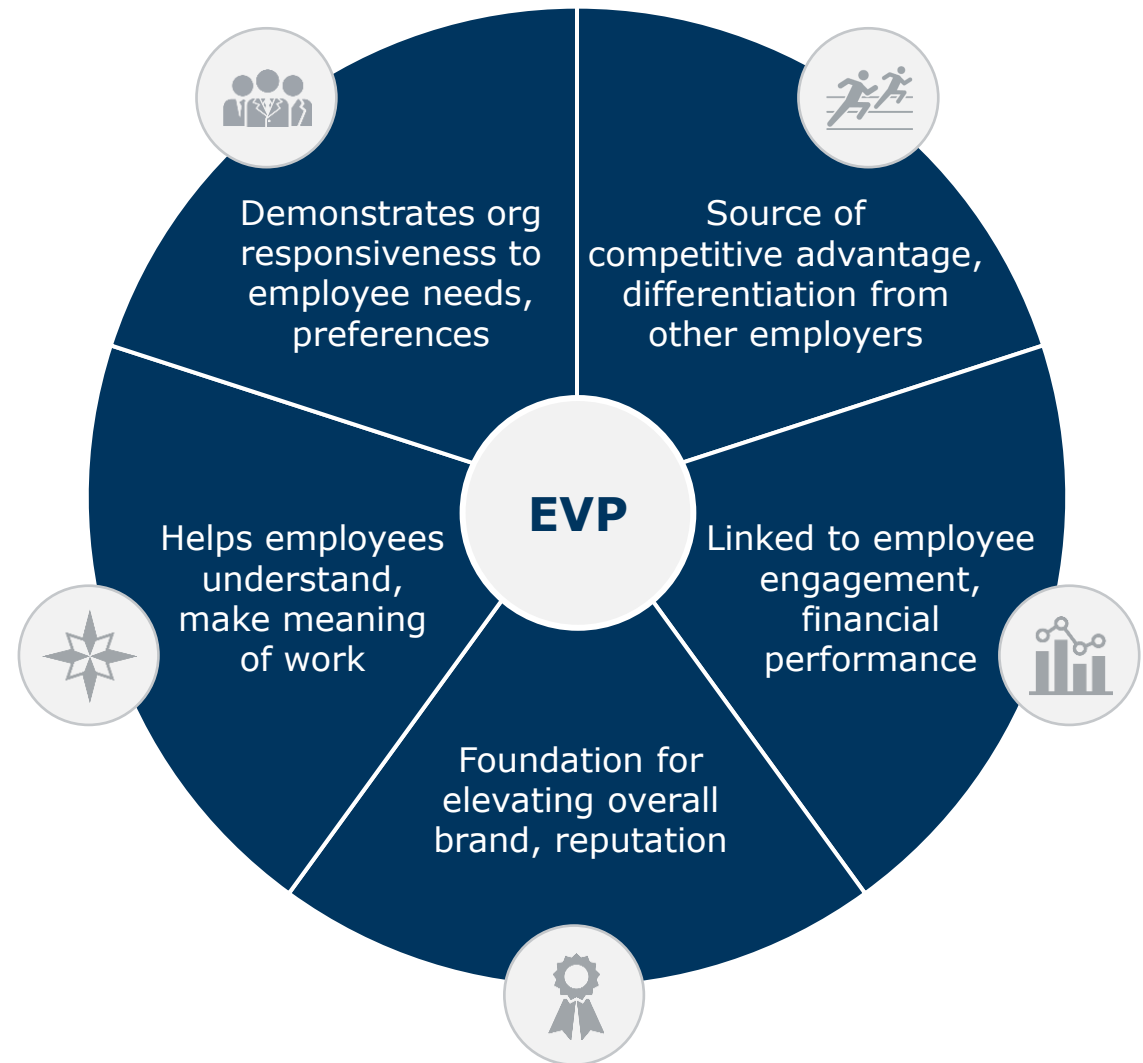 Demonstrates org
responsiveness to
employee needs,
preferences
Source of
competitive advantage,
differentiation from
other employers
EVP
Helps employees
understand,
make meaning
of work
Linked to employee
engagement,
financial
performance
Foundation for
elevating overall
brand, reputation